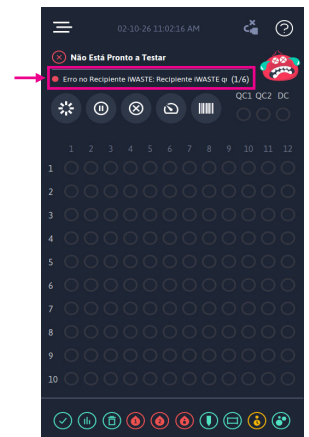 02-10-26 11:02:16 AM
Não Está Pronto a Testar
Erro no Recipiente IWASTE: Recipiente IWASTE qu (1/6)
QC1 QC2 DC
1 2 3 4 5 6 7 8 9 10 11 12
1
2
3
4
5
6
7
8
9
10